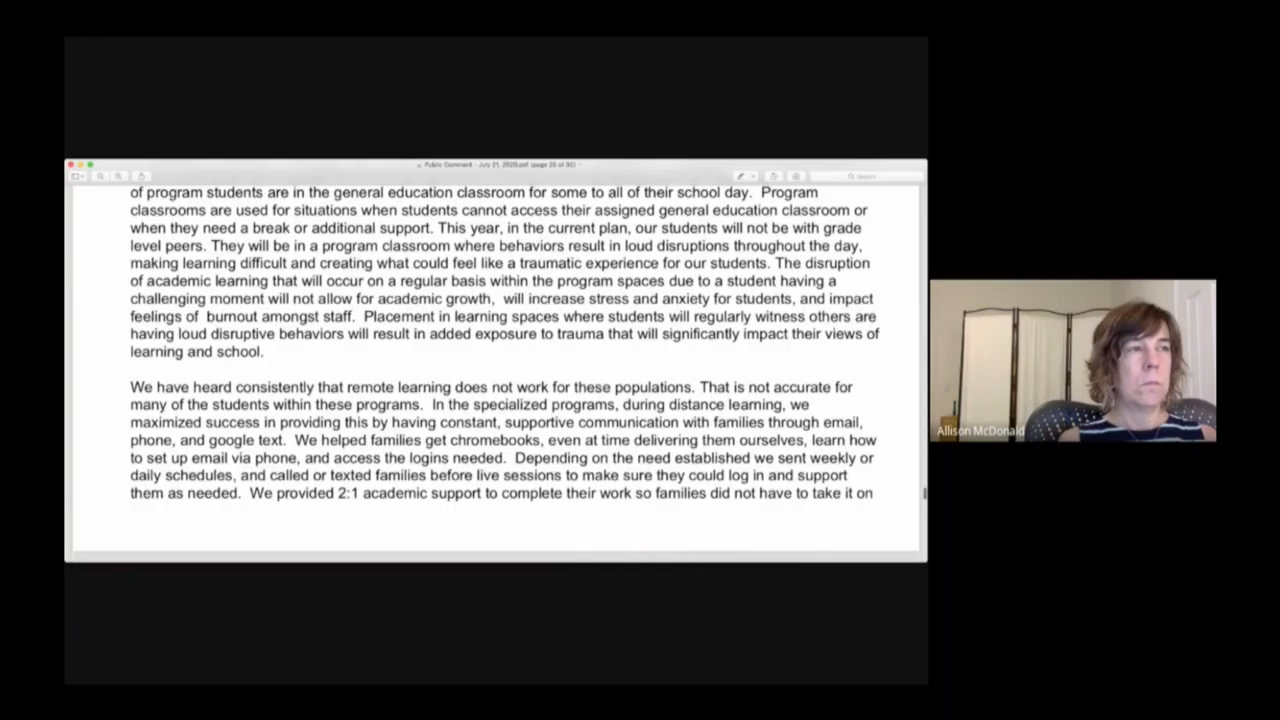 Public Comment - July 21, 2020.pdf (page 25 of 30)
Search
of program students are in the general education classroom for some to all of their school day.  Program
classrooms are used for situations when students cannot access their assigned general education classroom or
when they need a break or additional support. This year, in the current plan, our students will not be with grade
level peers. They will be in a program classroom where behaviors result in loud disruptions throughout the day,
making learning difficult and creating what could feel like a traumatic experience for our students. The disruption
of academic learning that will occur on a regular basis within the program spaces due to a student having a
challenging moment will not allow for academic growth,  will increase stress and anxiety for students, and impact
feelings of  burnout amongst staff.  Placement in learning spaces where students will regularly witness others are
having loud disruptive behaviors will result in added exposure to trauma that will significantly impact their views of
learning and school.
We have heard consistently that remote learning does not work for these populations. That is not accurate for
many of the students within these programs.  In the specialized programs, during distance learning, we
maximized success in providing this by having constant, supportive communication with families through email,
phone, and google text.  We helped families get chromebooks, even at time delivering them ourselves, learn how
to set up email via phone, and access the logins needed.  Depending on the need established we sent weekly or
daily schedules, and called or texted families before live sessions to make sure they could log in and support
them as needed.  We provided 2:1 academic support to complete their work so families did not have to take it on
Allison McDonald